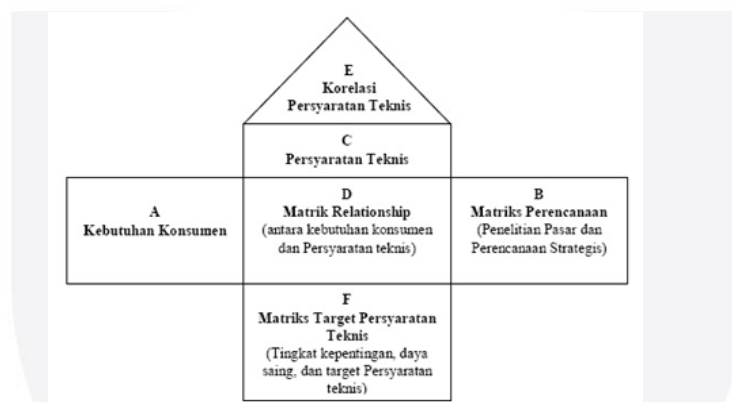 E
Korelasi
Persyaratan Teknis
C
Persyaratan Teknis
A
Kebutuhan Konsumen
D
Matrik Relationship
(antara kebutuhan konsumen
dan Persyaratan teknis)
B
Matriks Perencanaan
(Penelitian Pasar dan
Perencanaan Strategis)
F
Matriks Target Persyaratan
Teknis
(Tingkat kepentingan, daya
saing, dan target Persyaratan
teknis)